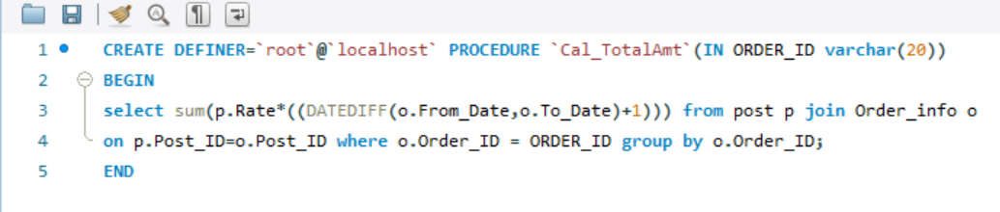 1 CREATE DEFINER=`root`@`localhost` PROCEDURE `Cal_TotalAmt`(IN ORDER_ID varchar(20))
2 BEGIN
3 select sum(p.Rate*((DATEDIFF(o.From_Date,o.To_Date)+1))) from post p join Order_info o
4 on p.Post_ID=o.Post_ID where o.Order_ID = ORDER_ID group by o.Order_ID;
5 END